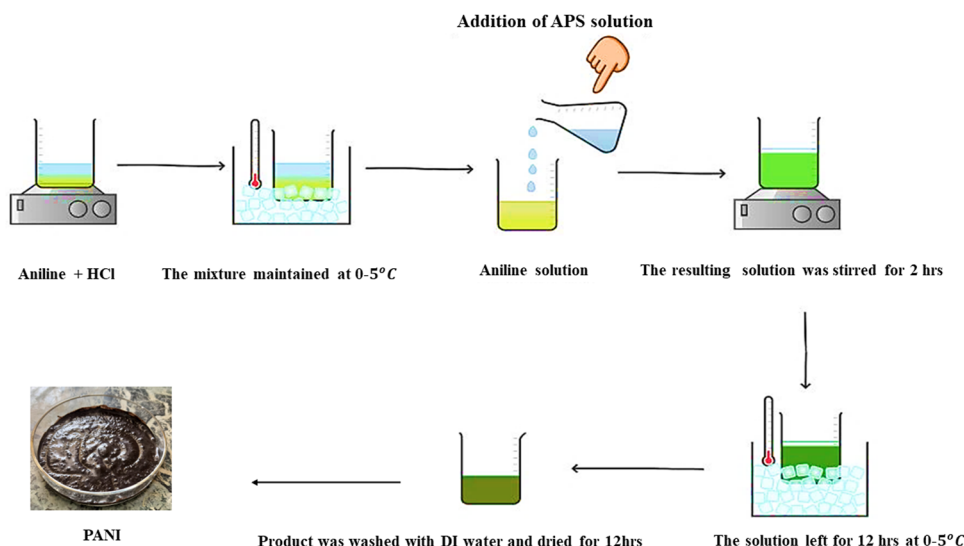 Addition of APS solution
Aniline + HCl
The mixture maintained at 0-5°C
Aniline solution
The resulting solution was stirred for 2 hrs
PANI
Product was washed with DI water and dried for 12hrs
The solution left for 12 hrs at 0-5°C